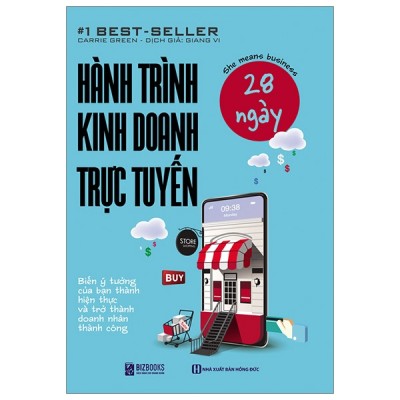 #1 BEST-SELLER
CARRIE GREEN - DỊCH GIẢ: GIANG VI
HÀNH TRÌNH
KINH DOANH
TRỰC TUYẾN
She means business
28
ngày
$
$
$
09:38
STORE
BUY
Biến ý tưởng
của bạn thành
hiện thực
và trở thành
doanh nhân
thành công
BIZBOOKS
NHÀ XUẤT BẢN HỒNG ĐỨC